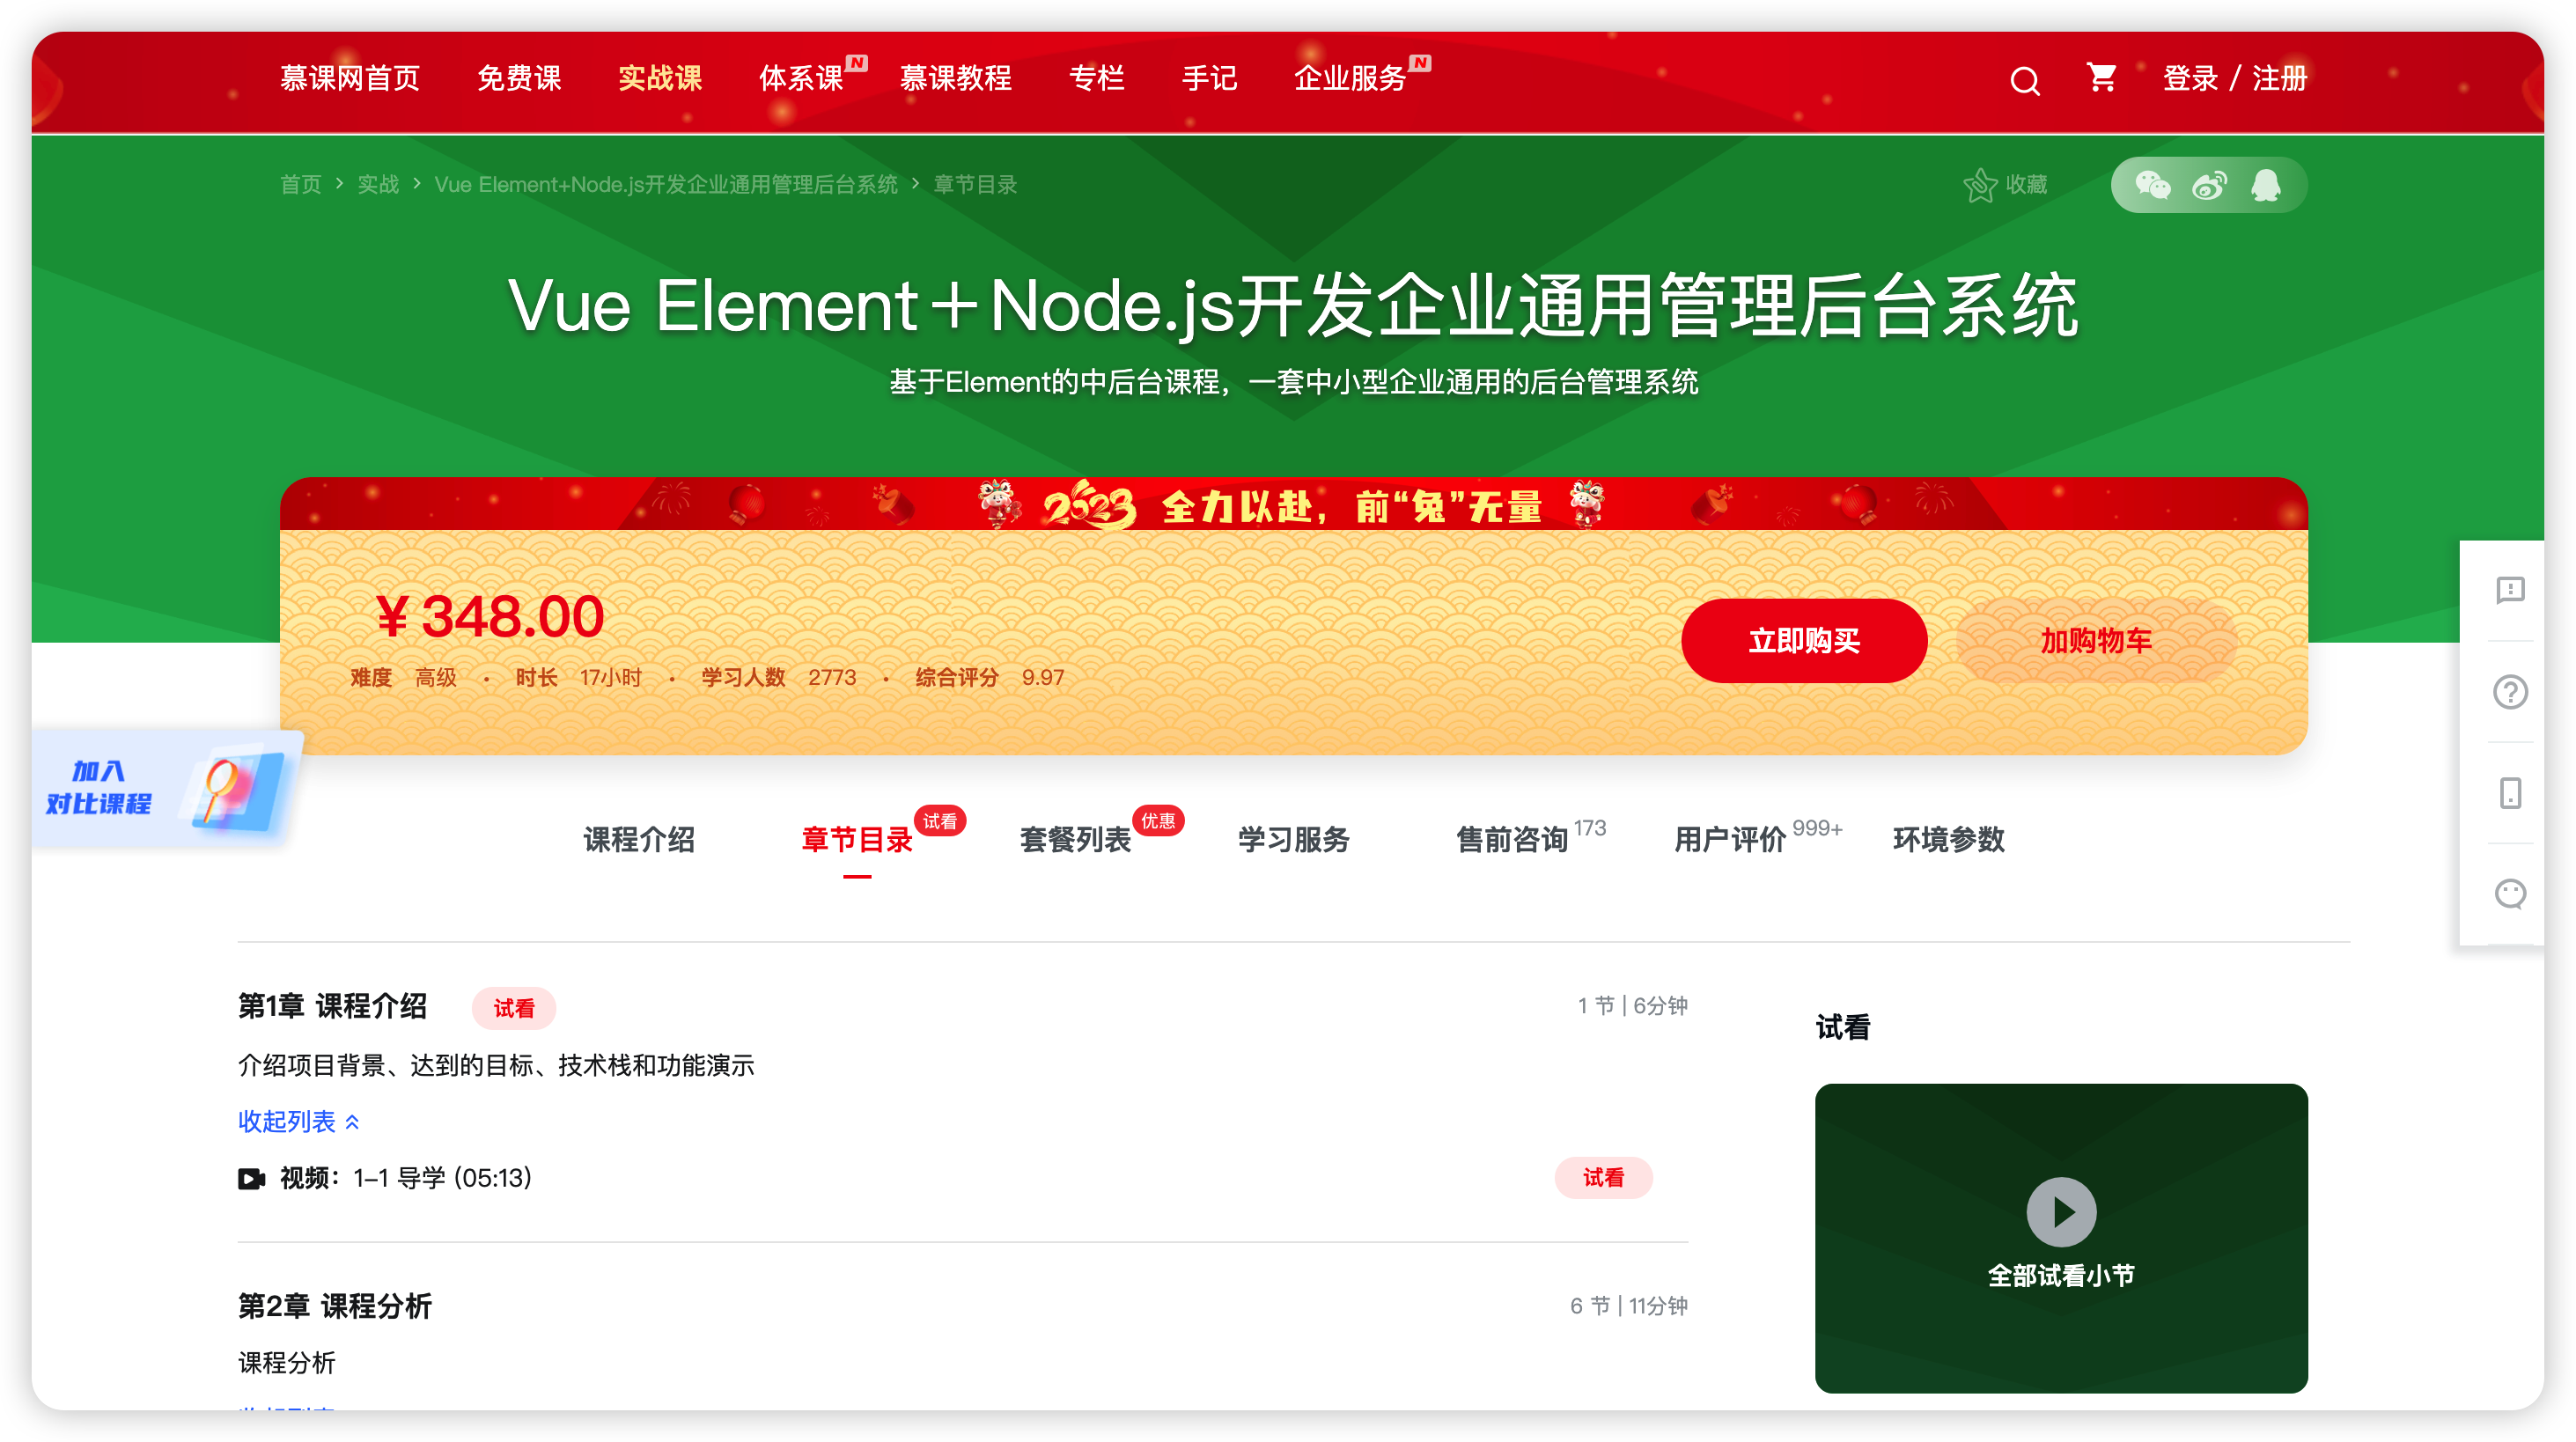 慕课网首页 免费课 实战课 体系课 N 慕课教程 专栏 手记 企业服务 N 登录 / 注册
首页 > 实战 > Vue Element+Node.js开发企业通用管理后台系统 > 章节目录 收藏
Vue Element+Node.js开发企业通用管理后台系统
基于Element的中后台课程，一套中小型企业通用的后台管理系统
2023 全力以赴，前“兔”无量
¥348.00
立即购买 加购物车
难度 高级 · 时长 17小时 · 学习人数 2773 · 综合评分 9.97
加入
对比课程
课程介绍 章节目录 试看 套餐列表 优惠 学习服务 售前咨询 173 用户评价 999+ 环境参数
第1章 课程介绍 试看 1 节 | 6分钟
介绍项目背景、达到的目标、技术栈和功能演示
收起列表
视频：1-1 导学 (05:13) 试看
第2章 课程分析 6 节 | 11分钟
课程分析
试看
全部试看小节